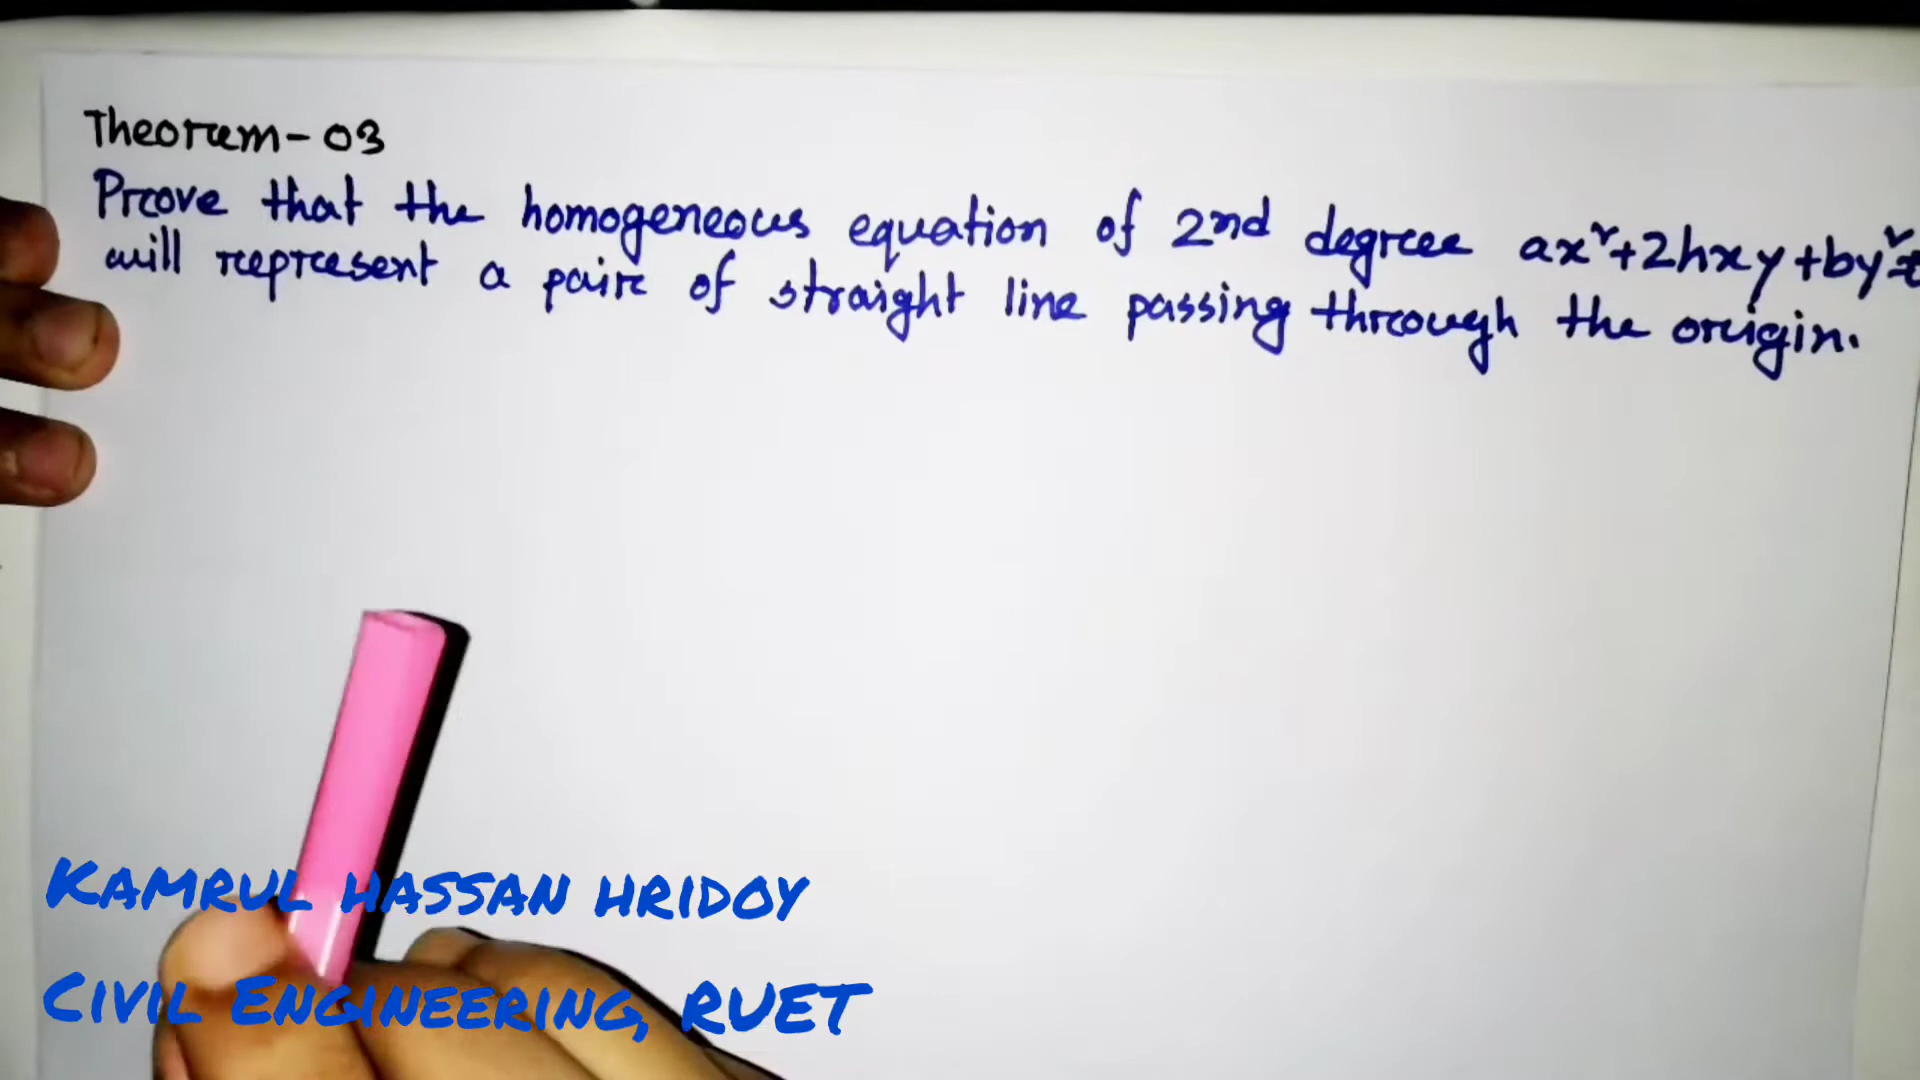 Theorem-03
Prove that the homogeneous equation of 2nd degree ax²+2hxy+by²=
will represent a pair of straight line passing through the origin.
Kamrul Hassan Hridoy
Civil Engineering, RUET